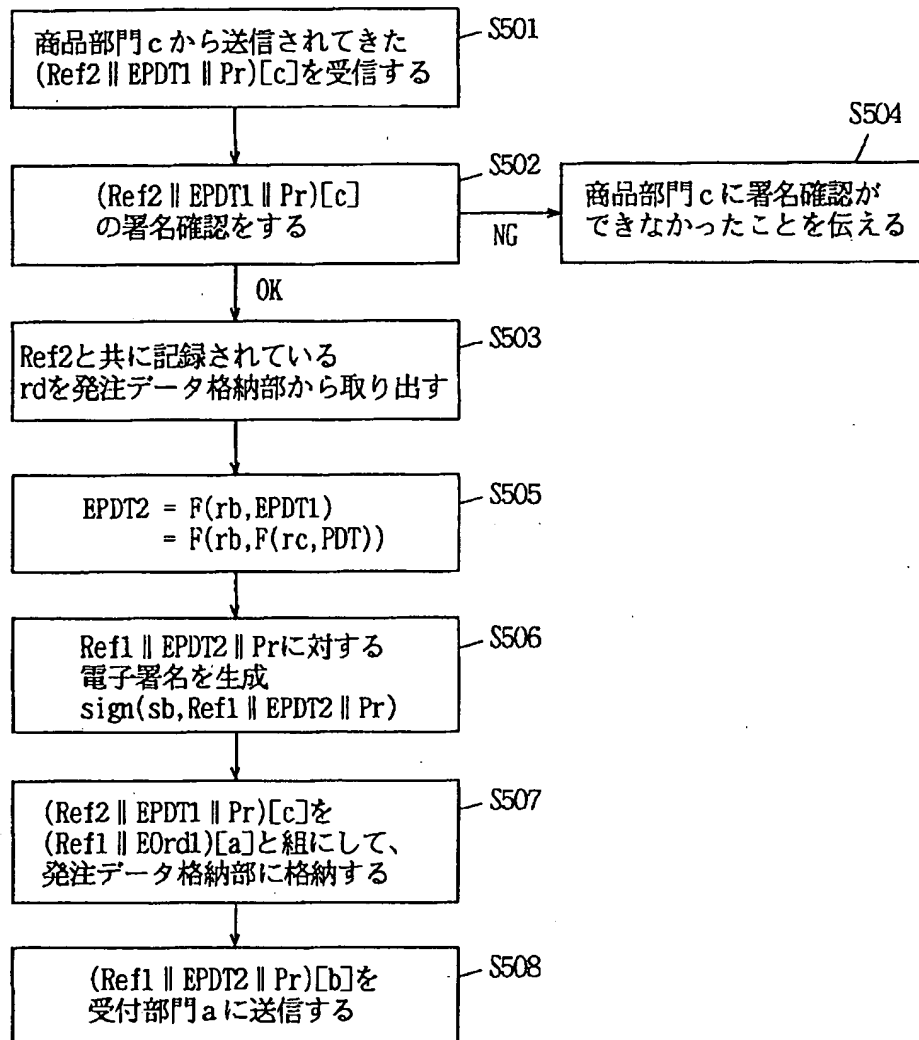 商品部門cから送信されてきた
(Ref2∥EPDT1∥Pr)[c]を受信する
S501
(Ref2∥EPDT1∥Pr)[c]
の署名確認をする
S502
NG
商品部門cに署名確認が
できなかったことを伝える
S504
OK
Ref2と共に記録されている
rdを発注データ格納部から取り出す
S503
EPDT2 = F(rb,EPDT1)
= F(rb,F(rc,PDT))
S505
Ref1∥EPDT2∥Prに対する
電子署名を生成
sign(sb,Ref1∥EPDT2∥Pr)
S506
(Ref2∥EPDT1∥Pr)[c]を
(Ref1∥EOrd1)[a]と組にして、
発注データ格納部に格納する
S507
(Ref1∥EPDT2∥Pr)[b]を
受付部門aに送信する
S508